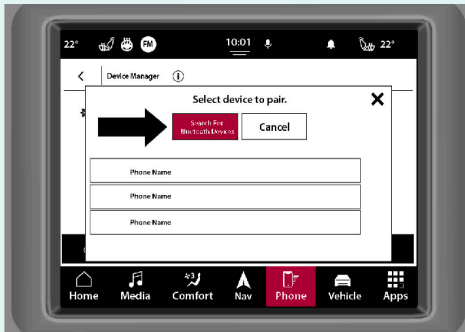 22° FM 10:01 22°
Device Manager
Select device to pair.
Search For
Bluetooth Devices
Cancel
Phone Name
Phone Name
Phone Name
Home Media Comfort Nav Phone Vehicle Apps